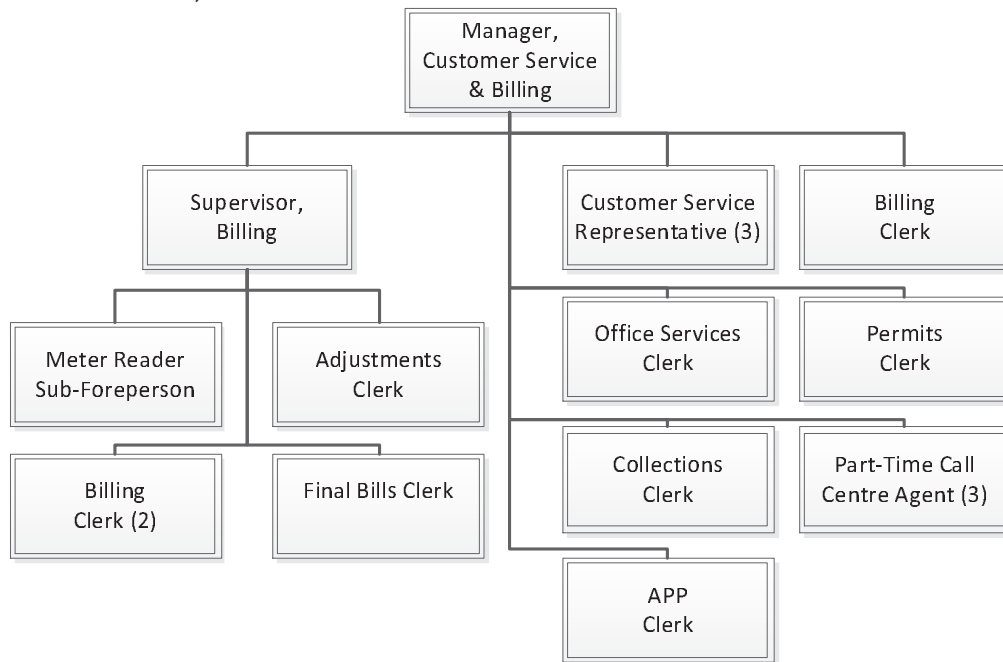 Manager,
Customer Service
& Billing
Supervisor,
Billing
Customer Service
Representative (3)
Billing
Clerk
Meter Reader
Sub-Foreperson
Adjustments
Clerk
Office Services
Clerk
Permits
Clerk
Billing
Clerk (2)
Final Bills Clerk
Collections
Clerk
Part-Time Call
Centre Agent (3)
APP
Clerk